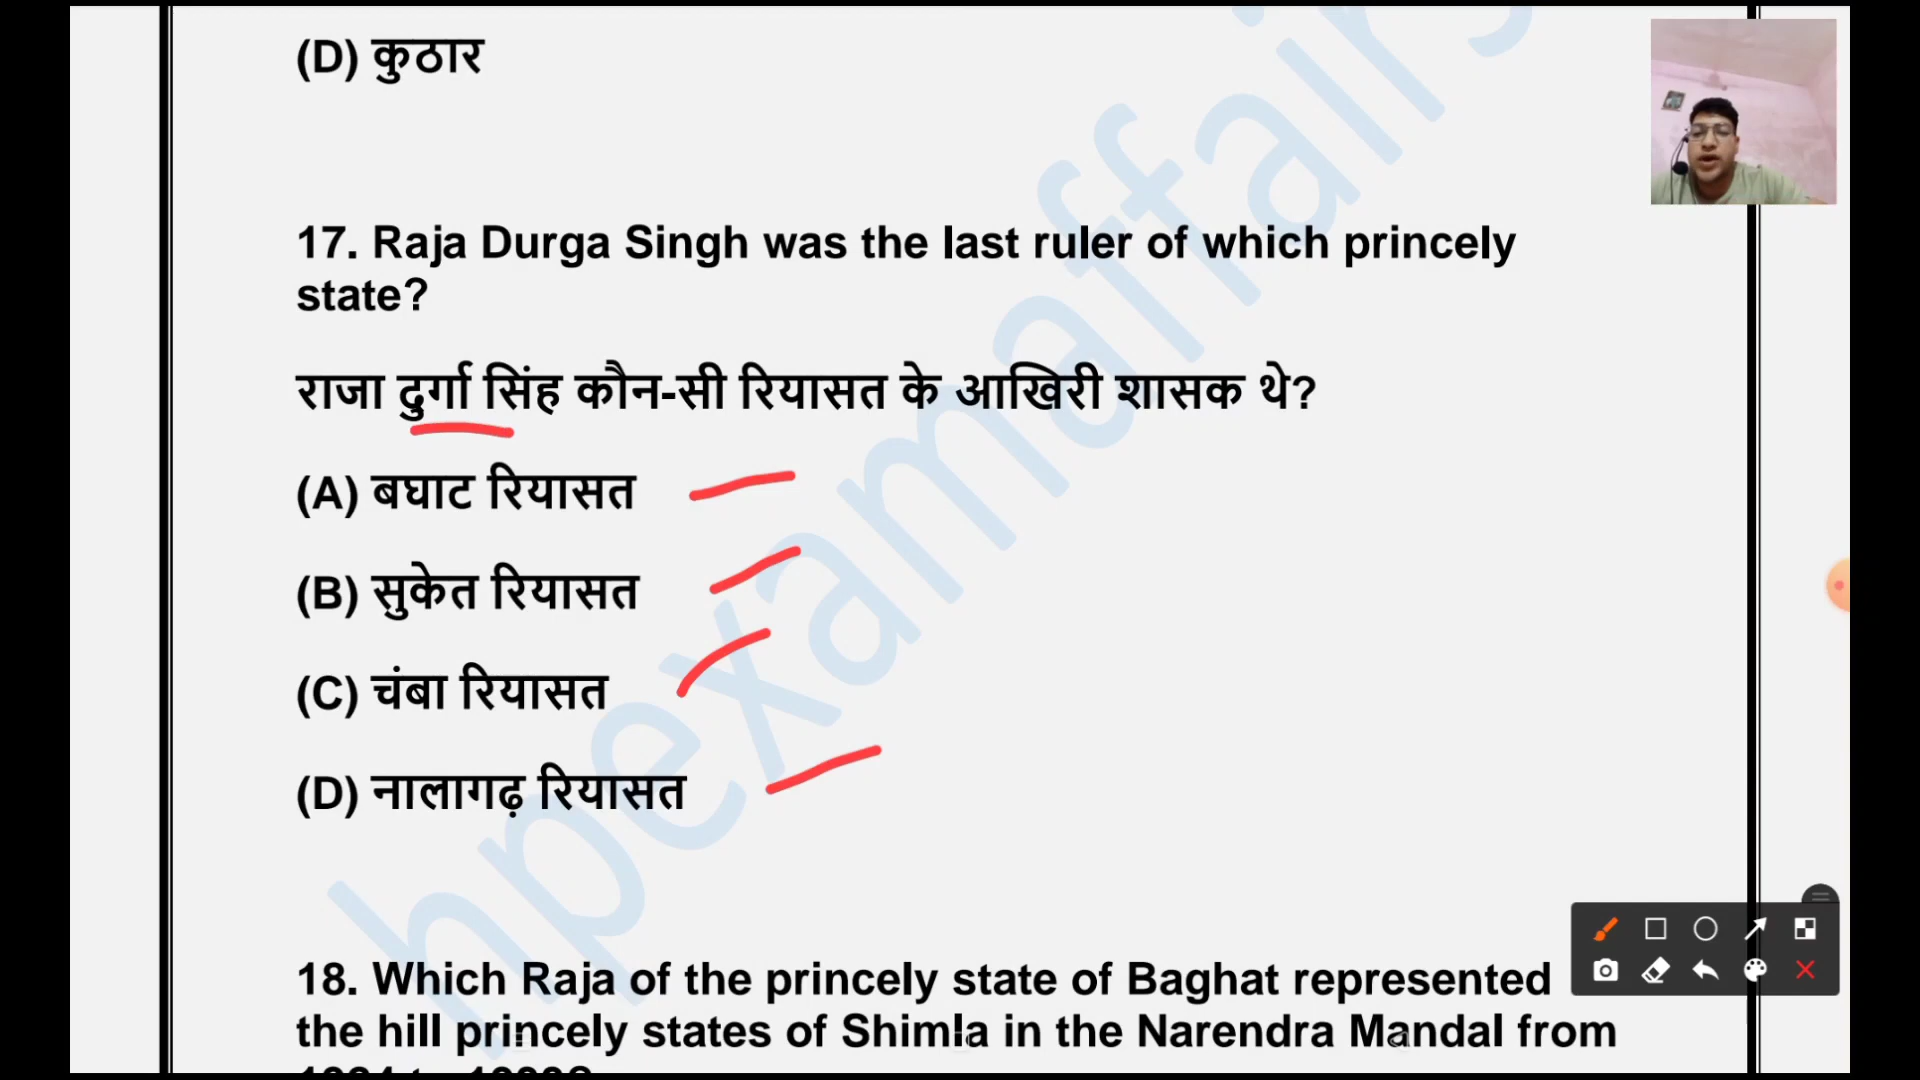 (D) कुठार
17. Raja Durga Singh was the last ruler of which princely
state?
राजा दुर्गा सिंह कौन-सी रियासत के आखिरी शासक थे?
(A) बघाट रियासत
(B) सुकेत रियासत
(C) चंबा रियासत
(D) नालागढ़ रियासत
18. Which Raja of the princely state of Baghat represented
the hill princely states of Shimla in the Narendra Mandal from
hpexamaffairs